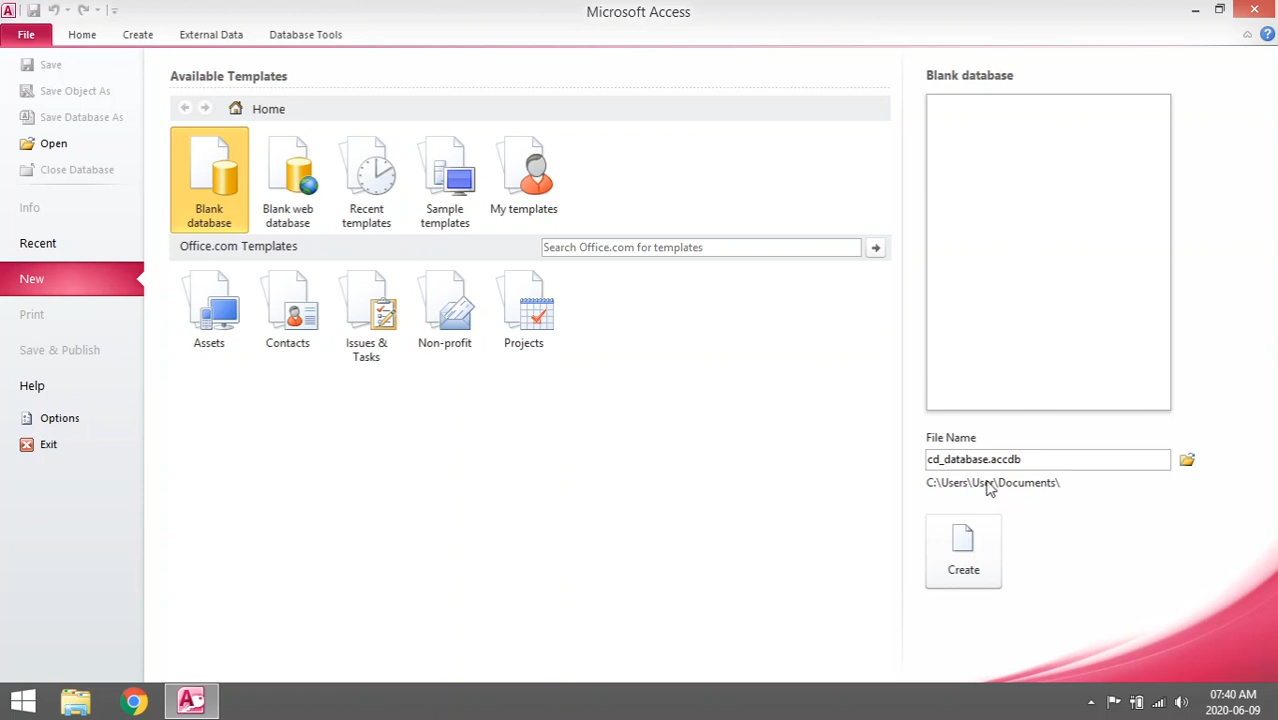 Microsoft Access
File Home Create External Data Database Tools
Save
Save Object As
Save Database As
Open
Close Database
Info
Recent
New
Print
Save & Publish
Help
Options
Exit
Available Templates
Home
Blank
database
Blank web
database
Recent
templates
Sample
templates
My templates
Office.com Templates
Search Office.com for templates
Assets
Contacts
Issues &
Tasks
Non-profit
Projects
Blank database
File Name
cd_database.accdb
C:\Users\User\Documents\
Create
07:40 AM
2020-06-09